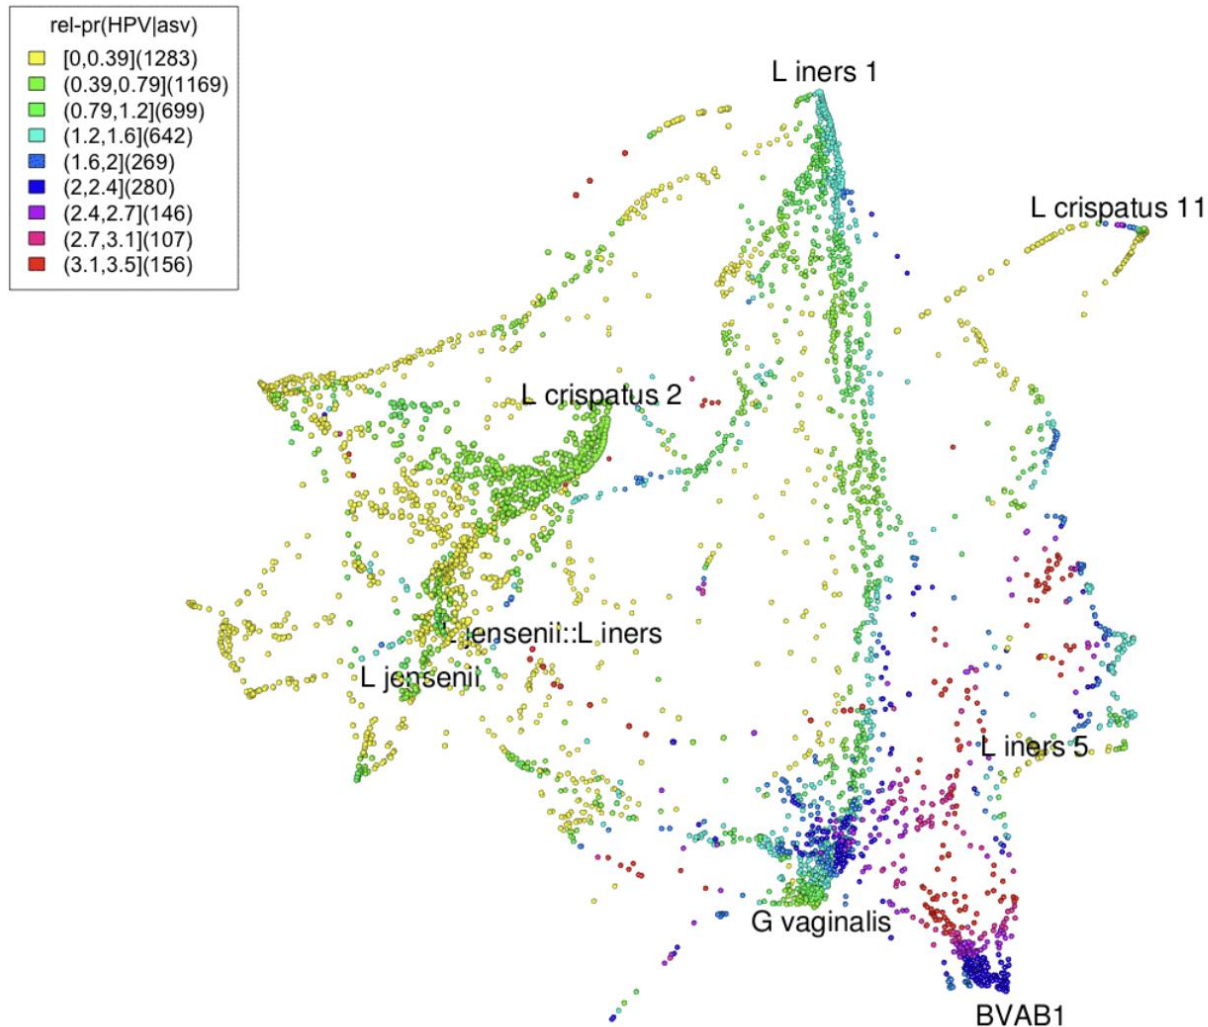 rel-pr(HPV|asv)
[0,0.39](1283)
(0.39,0.79](1169)
(0.79,1.2](699)
(1.2,1.6](642)
(1.6,2](269)
(2,2.4](280)
(2.4,2.7](146)
(2.7,3.1](107)
(3.1,3.5](156)
L iners 1
L crispatus 11
L crispatus 2
L jensenii::L iners
L jensenii
L iners 5
G vaginalis
BVAB1